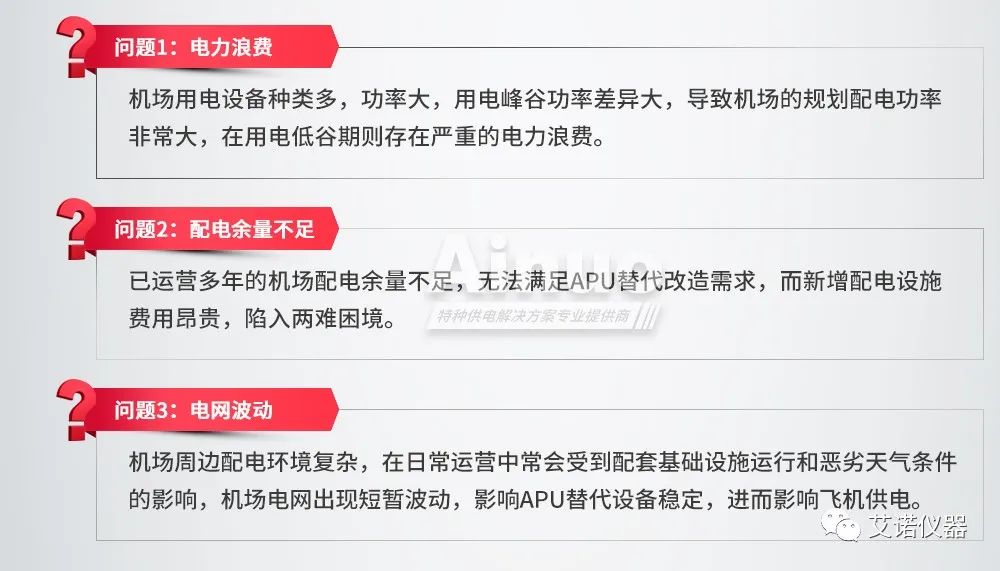 问题1：电力浪费
机场用电设备种类多，功率大，用电峰谷功率差异大，导致机场的规划配电功率
非常大，在用电低谷期则存在严重的电力浪费。
问题2：配电余量不足
Ainuo
已运营多年的机场配电余量不足，无法满足APU替代改造需求，而新增配电设施
费用昂贵，陷入两难困境。
特种供电解决方案专业提供商
问题3：电网波动
机场周边配电环境复杂，在日常运营中常会受到配套基础设施运行和恶劣天气条件
的影响，机场电网出现短暂波动，影响APU替代设备稳定，进而影响飞机供电。
艾诺仪器